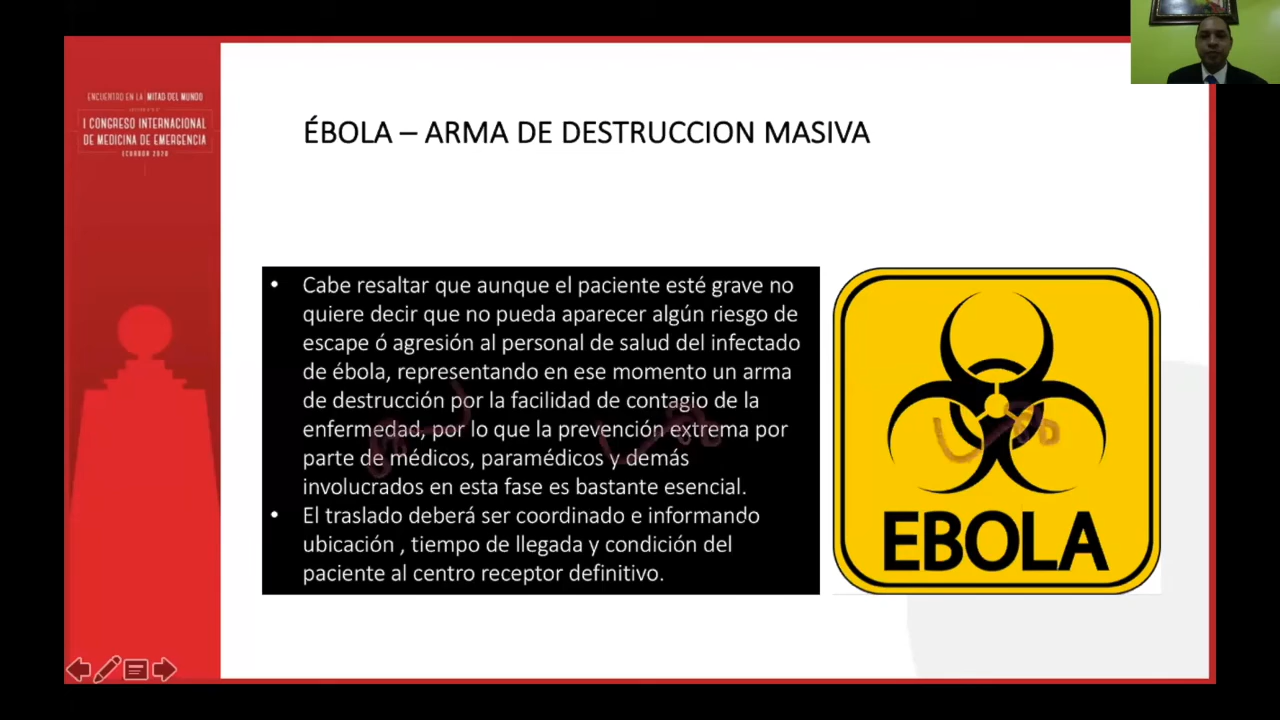 ENCUENTRO EN LA MITAD DEL MUNDO
I CONGRESO INTERNACIONAL
DE MEDICINA DE EMERGENCIA
ECUADOR 2020
ÉBOLA – ARMA DE DESTRUCCION MASIVA
• Cabe resaltar que aunque el paciente esté grave no
quiere decir que no pueda aparecer algún riesgo de
escape ó agresión al personal de salud del infectado
de ébola, representando en ese momento un arma
de destrucción por la facilidad de contagio de la
enfermedad, por lo que la prevención extrema por
parte de médicos, paramédicos y demás
involucrados en esta fase es bastante esencial.
• El traslado deberá ser coordinado e informando
ubicación , tiempo de llegada y condición del
paciente al centro receptor definitivo.
EBOLA